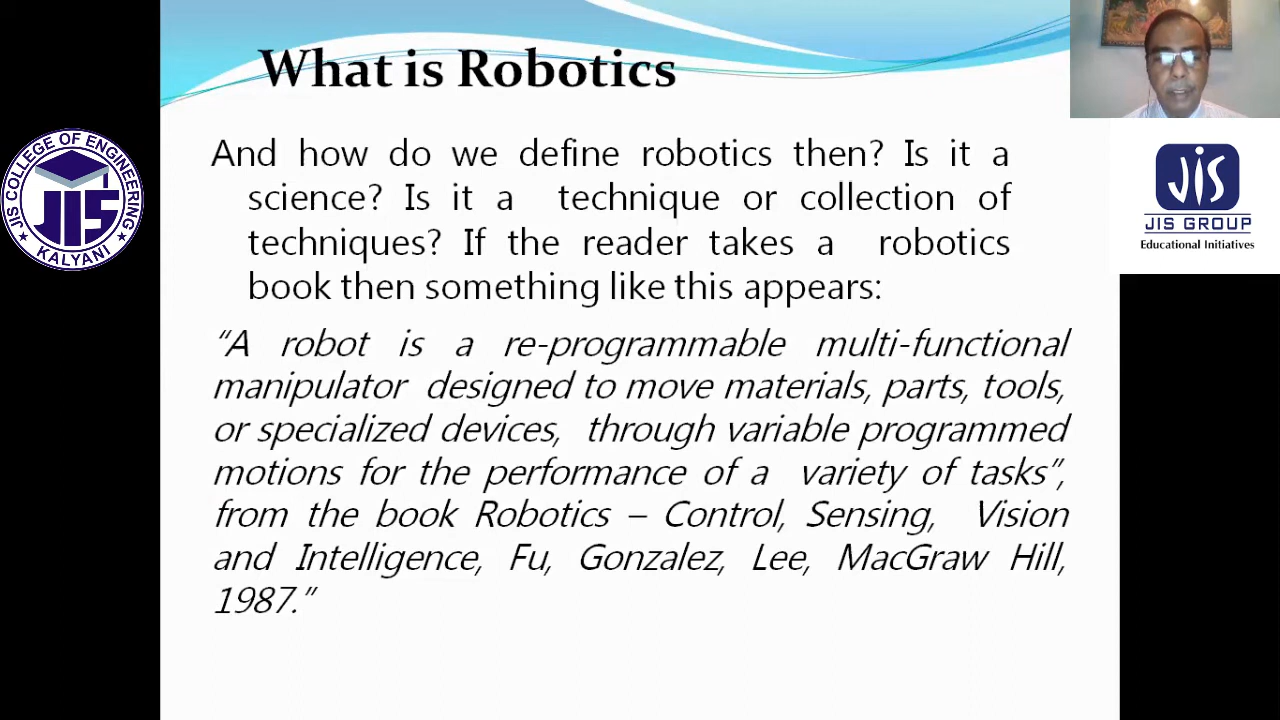 What is Robotics
And how do we define robotics then? Is it a
science? Is it a technique or collection of
techniques? If the reader takes a robotics
book then something like this appears:
“A robot is a re-programmable multi-functional
manipulator designed to move materials, parts, tools,
or specialized devices, through variable programmed
motions for the performance of a variety of tasks”,
from the book Robotics – Control, Sensing, Vision
and Intelligence, Fu, Gonzalez, Lee, MacGraw Hill,
1987.”
JIS COLLEGE OF ENGINEERING
JIS
KALYANI
JIS
JIS GROUP
Educational Initiatives